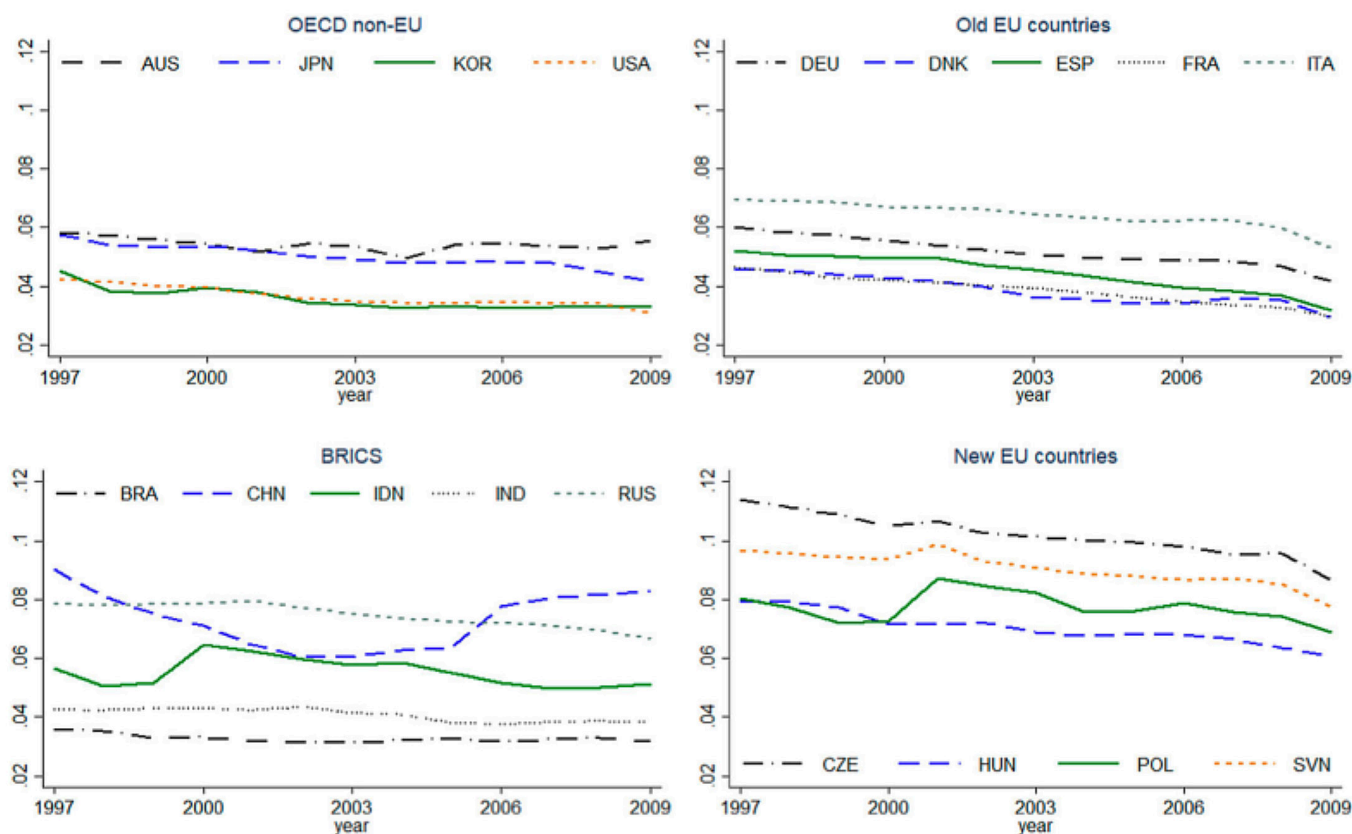 OECD non-EU
AUS JPN KOR USA
.12
.1
.08
.06
.04
.02
1997 2000 2003 2006 2009
year
Old EU countries
DEU DNK ESP FRA ITA
.12
.1
.08
.06
.04
.02
1997 2000 2003 2006 2009
year
BRICS
BRA CHN IDN IND RUS
.12
.1
.08
.06
.04
.02
1997 2000 2003 2006 2009
year
New EU countries
.12
.1
.08
.06
.04
.02
CZE HUN POL SVN
1997 2000 2003 2006 2009
year